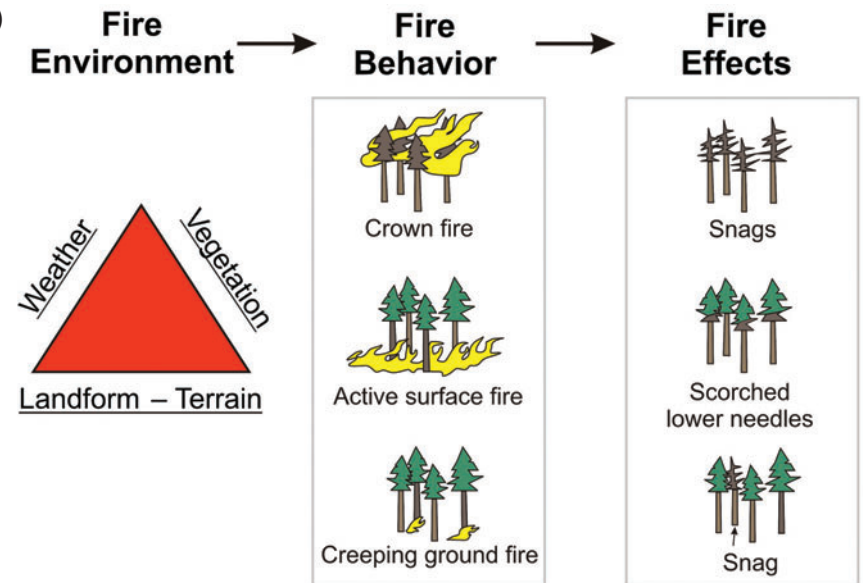 )
Fire
Environment
Fire
Behavior
Fire
Effects
Weather
Vegetation
Landform – Terrain
Crown fire
Active surface fire
Creeping ground fire
Snags
Scorched
lower needles
Snag